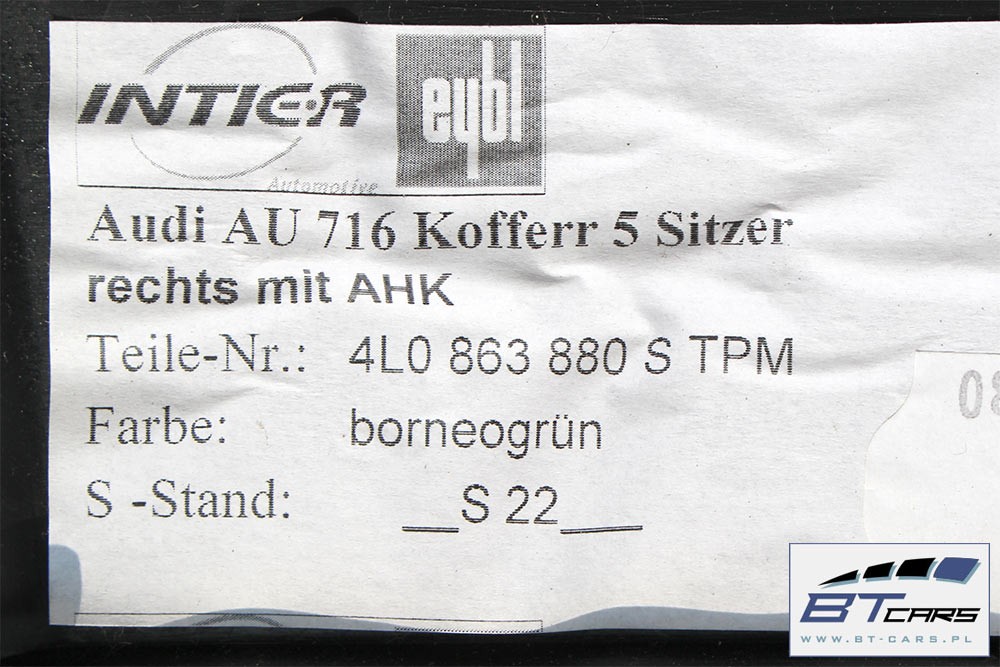 INTIER
Automotive
eybl
Audi AU 716 Kofferr 5 Sitzer
rechts mit AHK
Teile-Nr.: 4L0 863 880 S TPM
Farbe: borneogrün
S -Stand: __S 22___
08
BT CARS
WWW.BT-CARS.PL